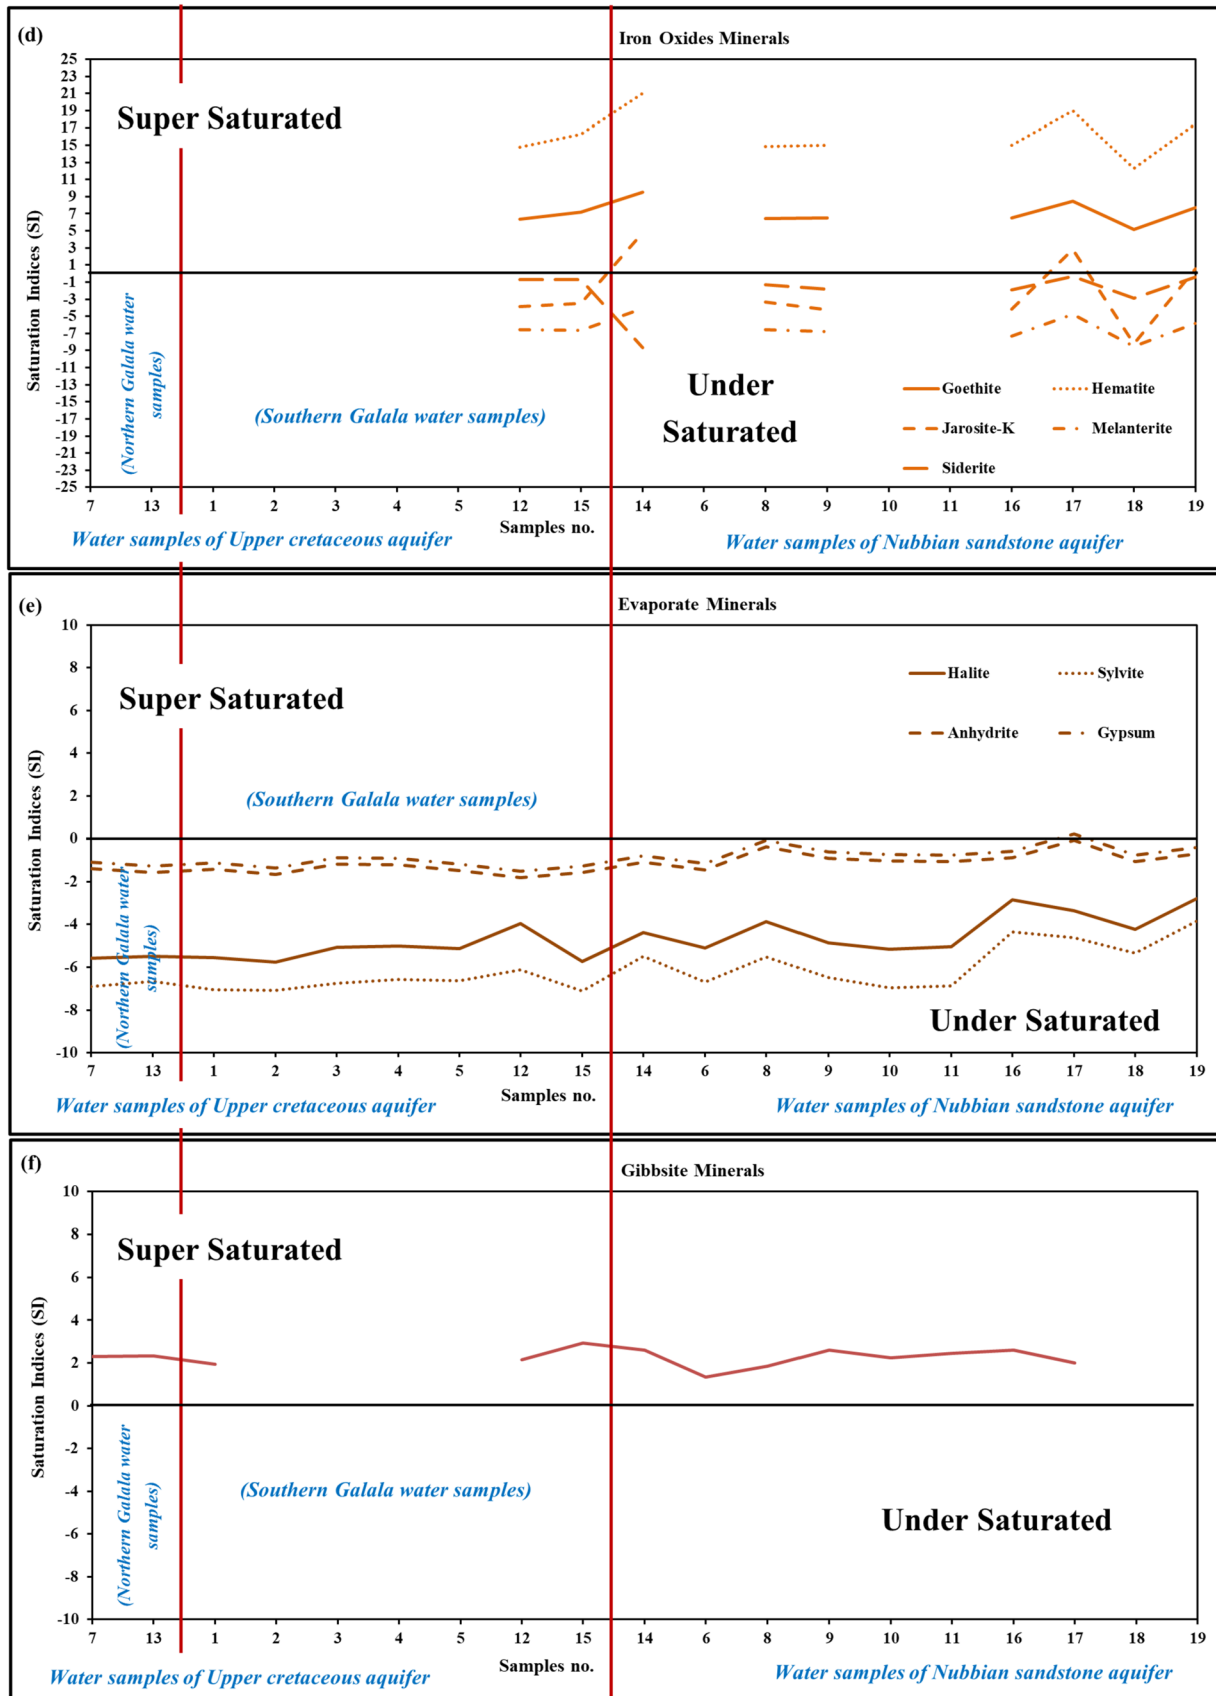 (d)
Iron Oxides Minerals
Saturation Indices (SI)
25
23
21
19
17
15
13
11
9
7
5
3
1
-1
-3
-5
-7
-9
-11
-13
-15
-17
-19
-21
-23
-25
Super Saturated
(Northern Galala water
samples)
(Southern Galala water samples)
Under
Saturated
Goethite
Hematite
Jarosite-K
Melanterite
Siderite
7 13 1 2 3 4 5 12 15 14 6 8 9 10 11 16 17 18 19
Samples no.
Water samples of Upper cretaceous aquifer
Water samples of Nubbian sandstone aquifer
(e)
Evaporate Minerals
Saturation Indices (SI)
10
8
6
4
2
0
-2
-4
-6
-8
-10
Super Saturated
Halite
Sylvite
Anhydrite
Gypsum
(Southern Galala water samples)
(Northern Galala water
samples)
Under Saturated
7 13 1 2 3 4 5 12 15 14 6 8 9 10 11 16 17 18 19
Samples no.
Water samples of Upper cretaceous aquifer
Water samples of Nubbian sandstone aquifer
(f)
Gibbsite Minerals
Saturation Indices (SI)
10
8
6
4
2
0
-2
-4
-6
-8
-10
Super Saturated
(Northern Galala water
samples)
(Southern Galala water samples)
Under Saturated
7 13 1 2 3 4 5 12 15 14 6 8 9 10 11 16 17 18 19
Samples no.
Water samples of Upper cretaceous aquifer
Water samples of Nubbian sandstone aquifer